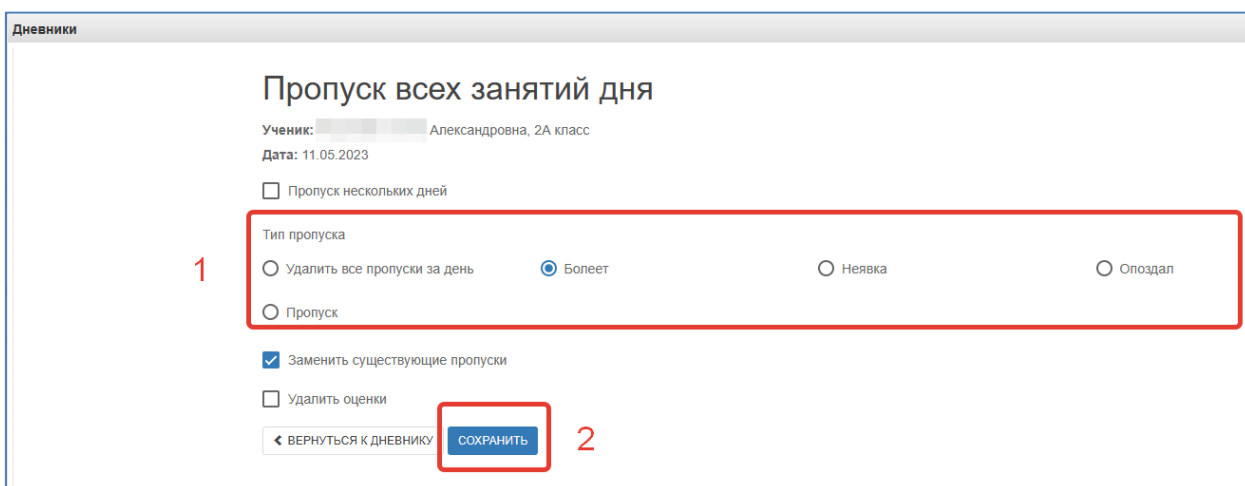 Дневники
Пропуск всех занятий дня
Ученик: Александровна, 2А класс
Дата: 11.05.2023
Пропуск нескольких дней
Тип пропуска
1
Удалить все пропуски за день Болеет Неявка Опоздал
Пропуск
Заменить существующие пропуски
Удалить оценки
ВЕРНУТЬСЯ К ДНЕВНИКУ СОХРАНИТЬ 2